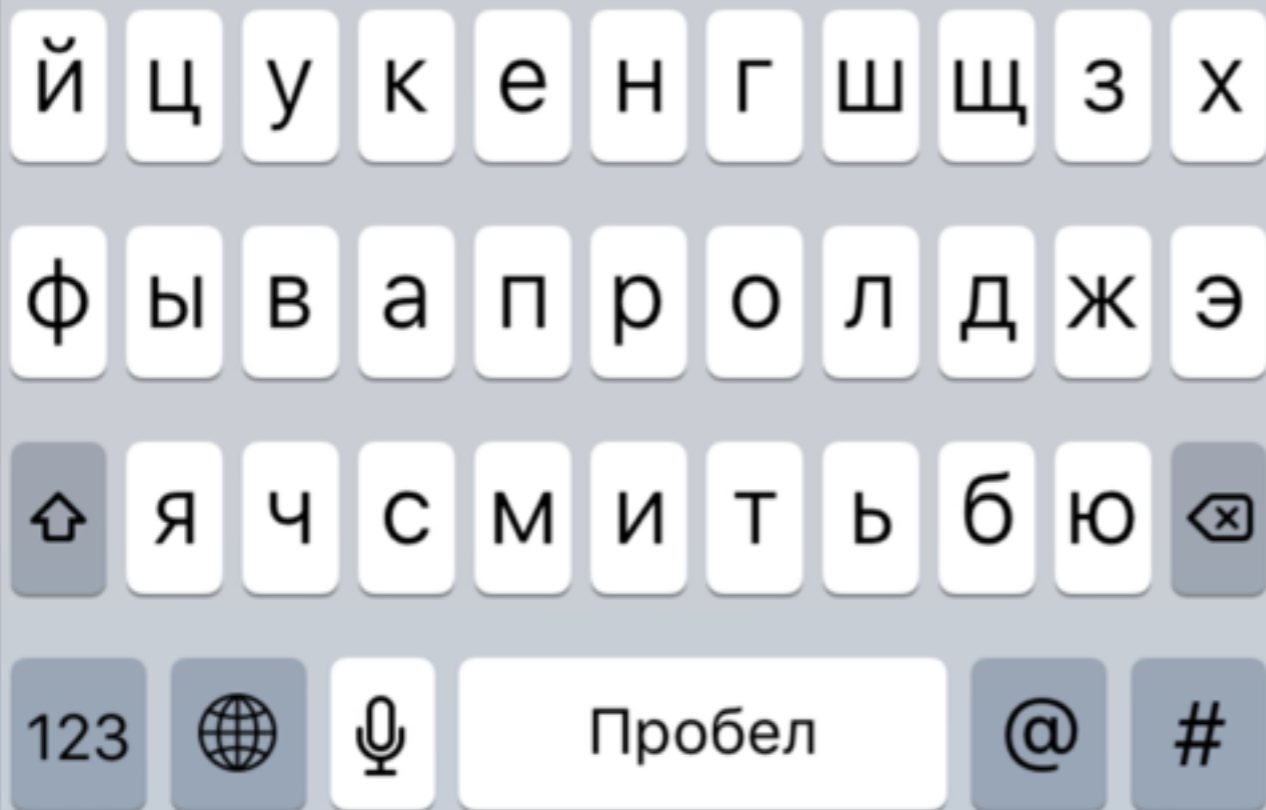 й ц у к е н г ш щ з х
ф ы в а п р о л д ж э
я ч с м и т ь б ю
123 Пробел @ #